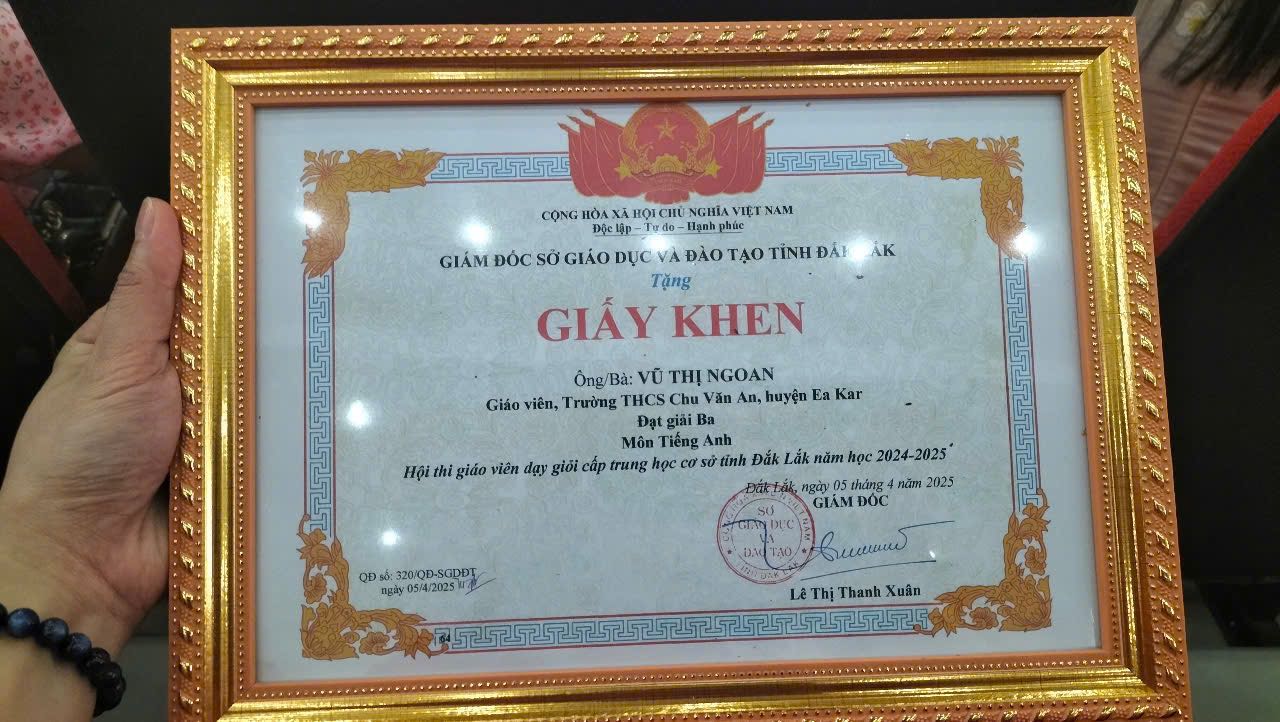 CỘNG HÒA XÃ HỘI CHỦ NGHĨA VIỆT NAM
Độc lập – Tự do – Hạnh phúc
GIÁM ĐỐC SỞ GIÁO DỤC VÀ ĐÀO TẠO TỈNH ĐẮK LẮK
Tặng
GIẤY KHEN
Ông/Bà: VŨ THỊ NGOAN
Giáo viên, Trường THCS Chu Văn An, huyện Ea Kar
Đạt giải Ba
Môn Tiếng Anh
Hội thi giáo viên dạy giỏi cấp trung học cơ sở tỉnh Đắk Lắk năm học 2024-2025
Đắk Lắk, ngày 05 tháng 4 năm 2025
GIÁM ĐỐC
SỞ
GIÁO DỤC
VÀ
ĐÀO TẠO
TỈNH ĐẮK LẮK
QĐ số: 320/QĐ-SGDĐT
ngày 05/4/2025
Lê Thị Thanh Xuân
64